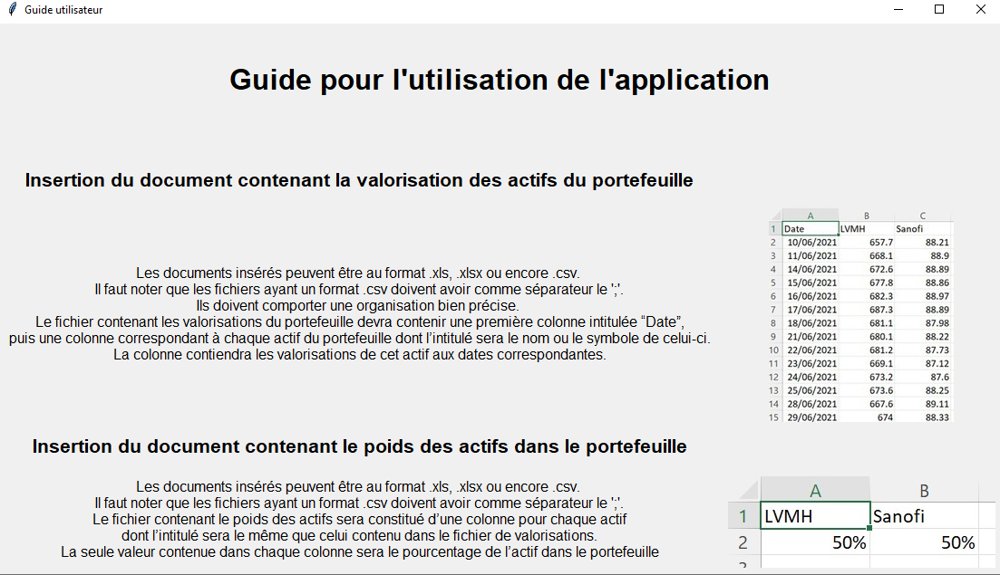 Guide utilisateur
Guide pour l'utilisation de l'application
Insertion du document contenant la valorisation des actifs du portefeuille
Les documents insérés peuvent être au format .xls, .xlsx ou encore .csv.
Il faut noter que les fichiers ayant un format .csv doivent avoir comme séparateur le ';'.
Ils doivent comporter une organisation bien précise.
Le fichier contenant les valorisations du portefeuille devra contenir une première colonne intitulée “Date”,
puis une colonne correspondant à chaque actif du portefeuille dont l’intitulé sera le nom ou le symbole de celui-ci.
La colonne contiendra les valorisations de cet actif aux dates correspondantes.
A B C
1 Date LVMH Sanofi
2 10/06/2021 657.7 88.21
3 11/06/2021 668.1 88.9
4 14/06/2021 672.6 88.89
5 15/06/2021 677.8 88.86
6 16/06/2021 682.3 88.97
7 17/06/2021 687.3 88.89
8 18/06/2021 681.1 87.98
9 21/06/2021 680.1 88.22
10 22/06/2021 681.2 87.73
11 23/06/2021 669.1 87.12
12 24/06/2021 673.2 87.6
13 25/06/2021 673.6 88.25
14 28/06/2021 667.6 89.11
15 29/06/2021 674 88.33
Insertion du document contenant le poids des actifs dans le portefeuille
Les documents insérés peuvent être au format .xls, .xlsx ou encore .csv.
Il faut noter que les fichiers ayant un format .csv doivent avoir comme séparateur le ';'.
Le fichier contenant le poids des actifs sera constitué d’une colonne pour chaque actif
dont l’intitulé sera le même que celui contenu dans le fichier de valorisations.
La seule valeur contenue dans chaque colonne sera le pourcentage de l’actif dans le portefeuille
A B
1 LVMH Sanofi
2 50% 50%